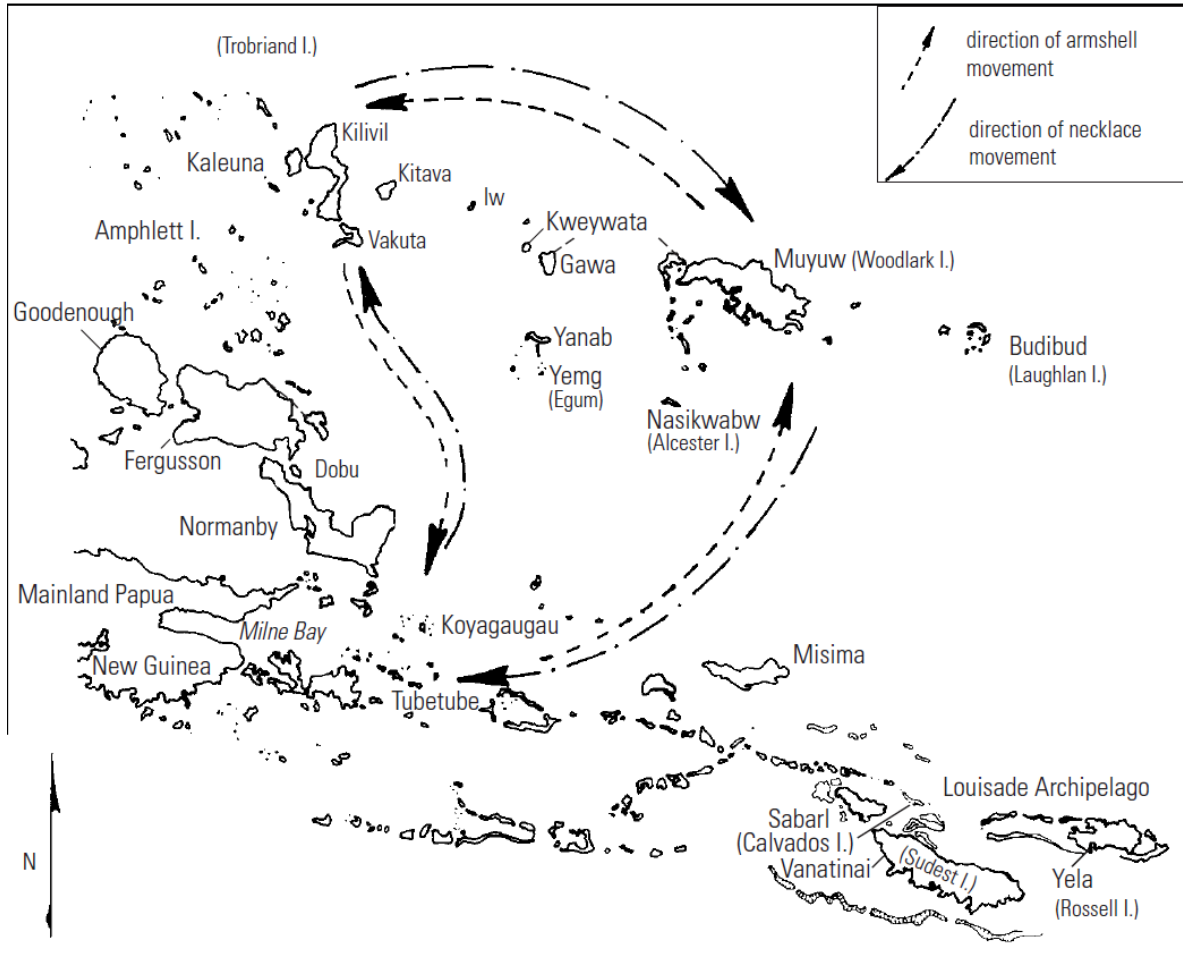 (Trobriand I.)
direction of armshell
movement
direction of necklace
movement
Kilivil
Kaleuna
Kitava
Iw
Kweywata
Amphlett I.
Vakuta
Gawa
Muyuw (Woodlark I.)
Goodenough
Yanab
Budibud
(Laughlan I.)
Yemg
(Egum)
Nasikwabw
(Alcester I.)
Fergusson
Dobu
Normanby
Mainland Papua
Koyagaugau
Milne Bay
New Guinea
Misima
Tubetube
Louisade Archipelago
Sabarl
(Calvados I.)
Vanatinai
(Sudest I.)
Yela
(Rossell I.)
N